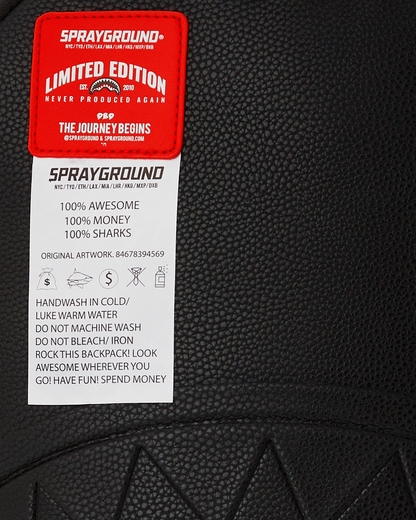 SPRAYGROUND®
NYC/TYO/ETH/LAX/MIA/LHR/HKG/MXP/DXB
LIMITED EDITION
EST. 2010
NEVER PRODUCED AGAIN
THE JOURNEY BEGINS
@SPRAYGROUND & SPRAYGROUND.COM
SPRAYGROUND
NYC/TYO/ETH/LAX/MIA/LHR/HKG/MXP/DXB
100% AWESOME
100% MONEY
100% SHARKS
ORIGINAL ARTWORK. 84678394569
$ $
HANDWASH IN COLD/
LUKE WARM WATER
DO NOT MACHINE WASH
DO NOT BLEACH/ IRON
ROCK THIS BACKPACK! LOOK
AWESOME WHEREVER YOU
GO! HAVE FUN! SPEND MONEY